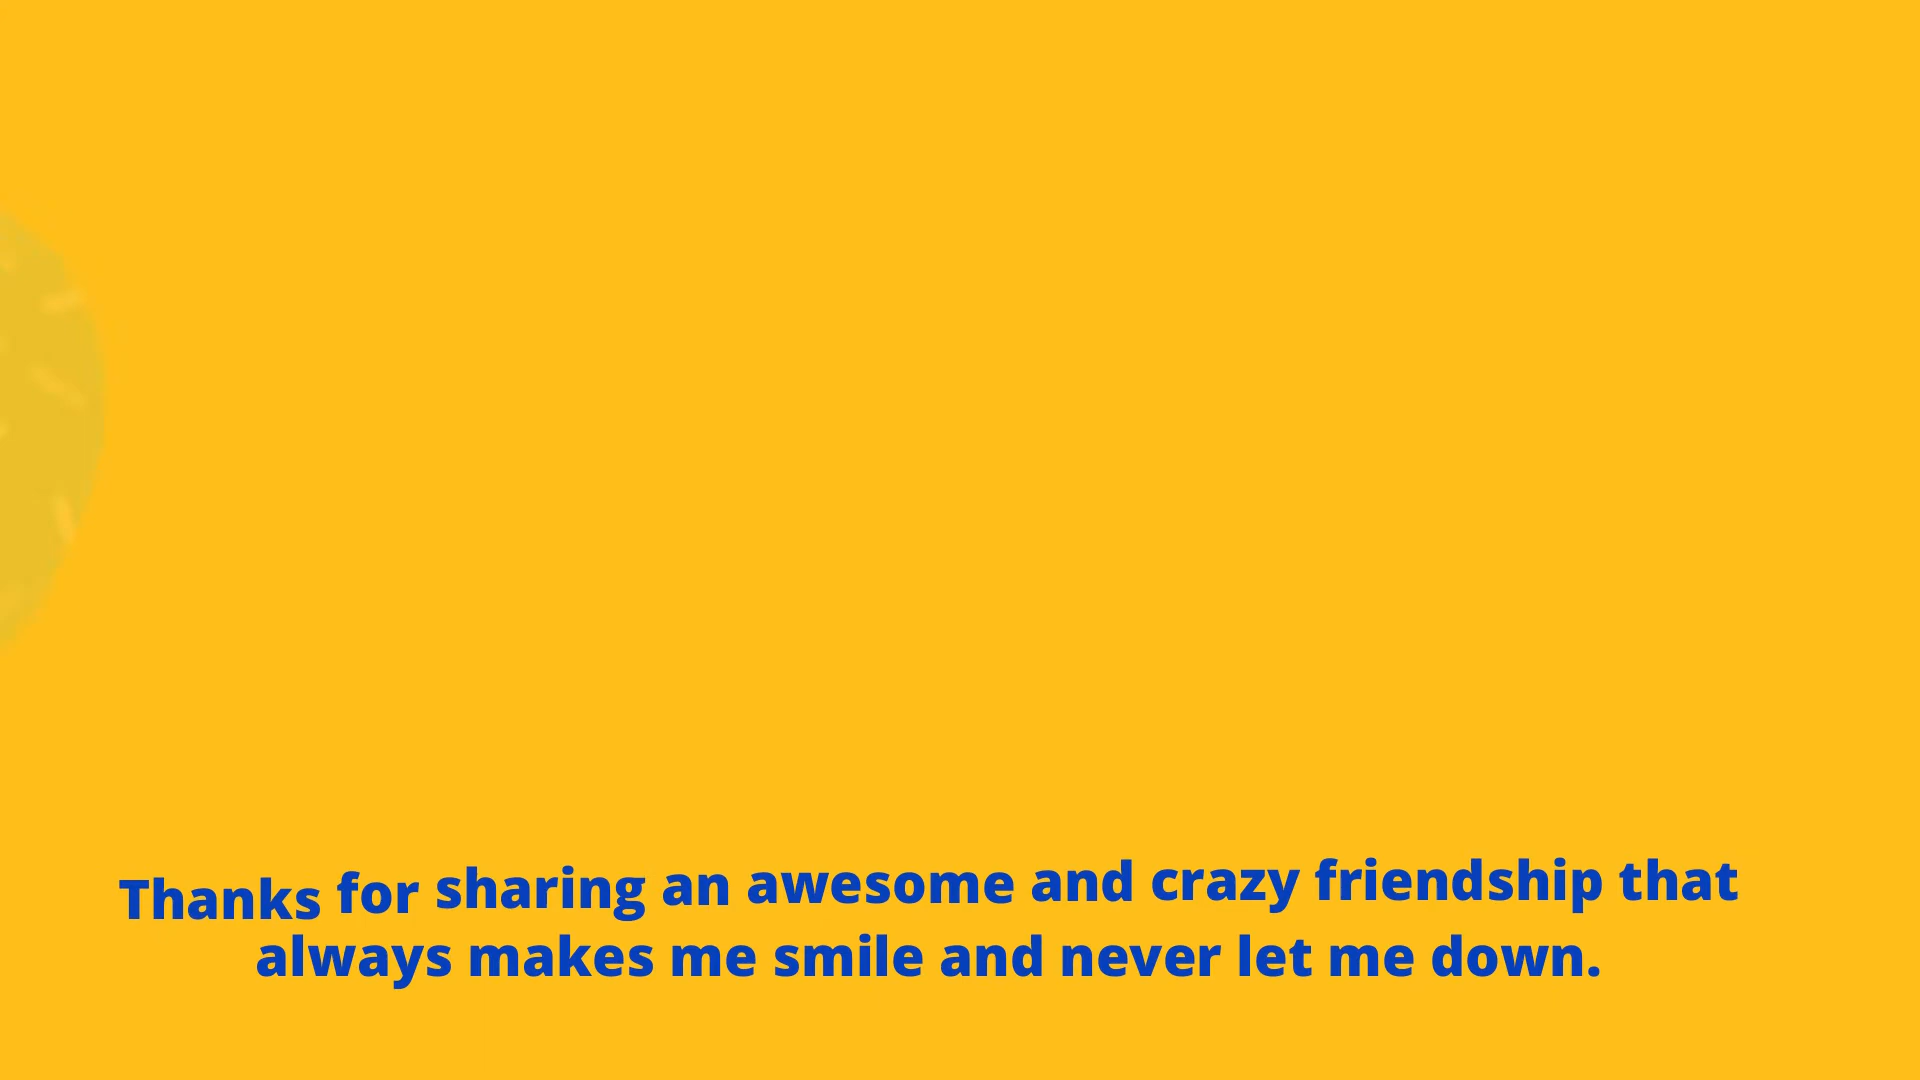 Thanks for sharing an awesome and crazy friendship that
always makes me smile and never let me down.